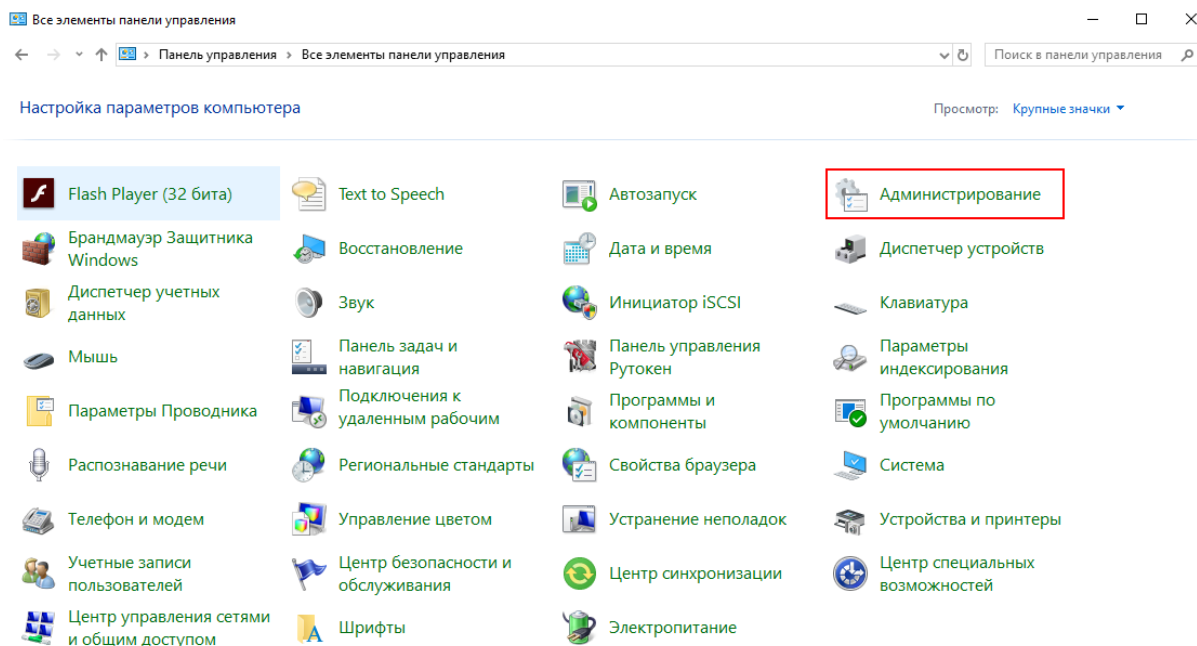 Все элементы панели управления
Панель управления > Все элементы панели управления
Поиск в панели управления
Настройка параметров компьютера
Просмотр: Крупные значки
Flash Player (32 бита)
Text to Speech
Автозапуск
Администрирование
Брандмауэр Защитника
Windows
Восстановление
Дата и время
Диспетчер устройств
Диспетчер учетных
данных
Звук
Инициатор iSCSI
Клавиатура
Мышь
Панель задач и
навигация
Панель управления
Рутокен
Параметры
индексирования
Параметры Проводника
Подключения к
удаленным рабочим
Программы и
компоненты
Программы по
умолчанию
Распознавание речи
Региональные стандарты
Свойства браузера
Система
Телефон и модем
Управление цветом
Устранение неполадок
Устройства и принтеры
Учетные записи
пользователей
Центр безопасности и
обслуживания
Центр синхронизации
Центр специальных
возможностей
Центр управления сетями
и общим доступом
Шрифты
Электропитание